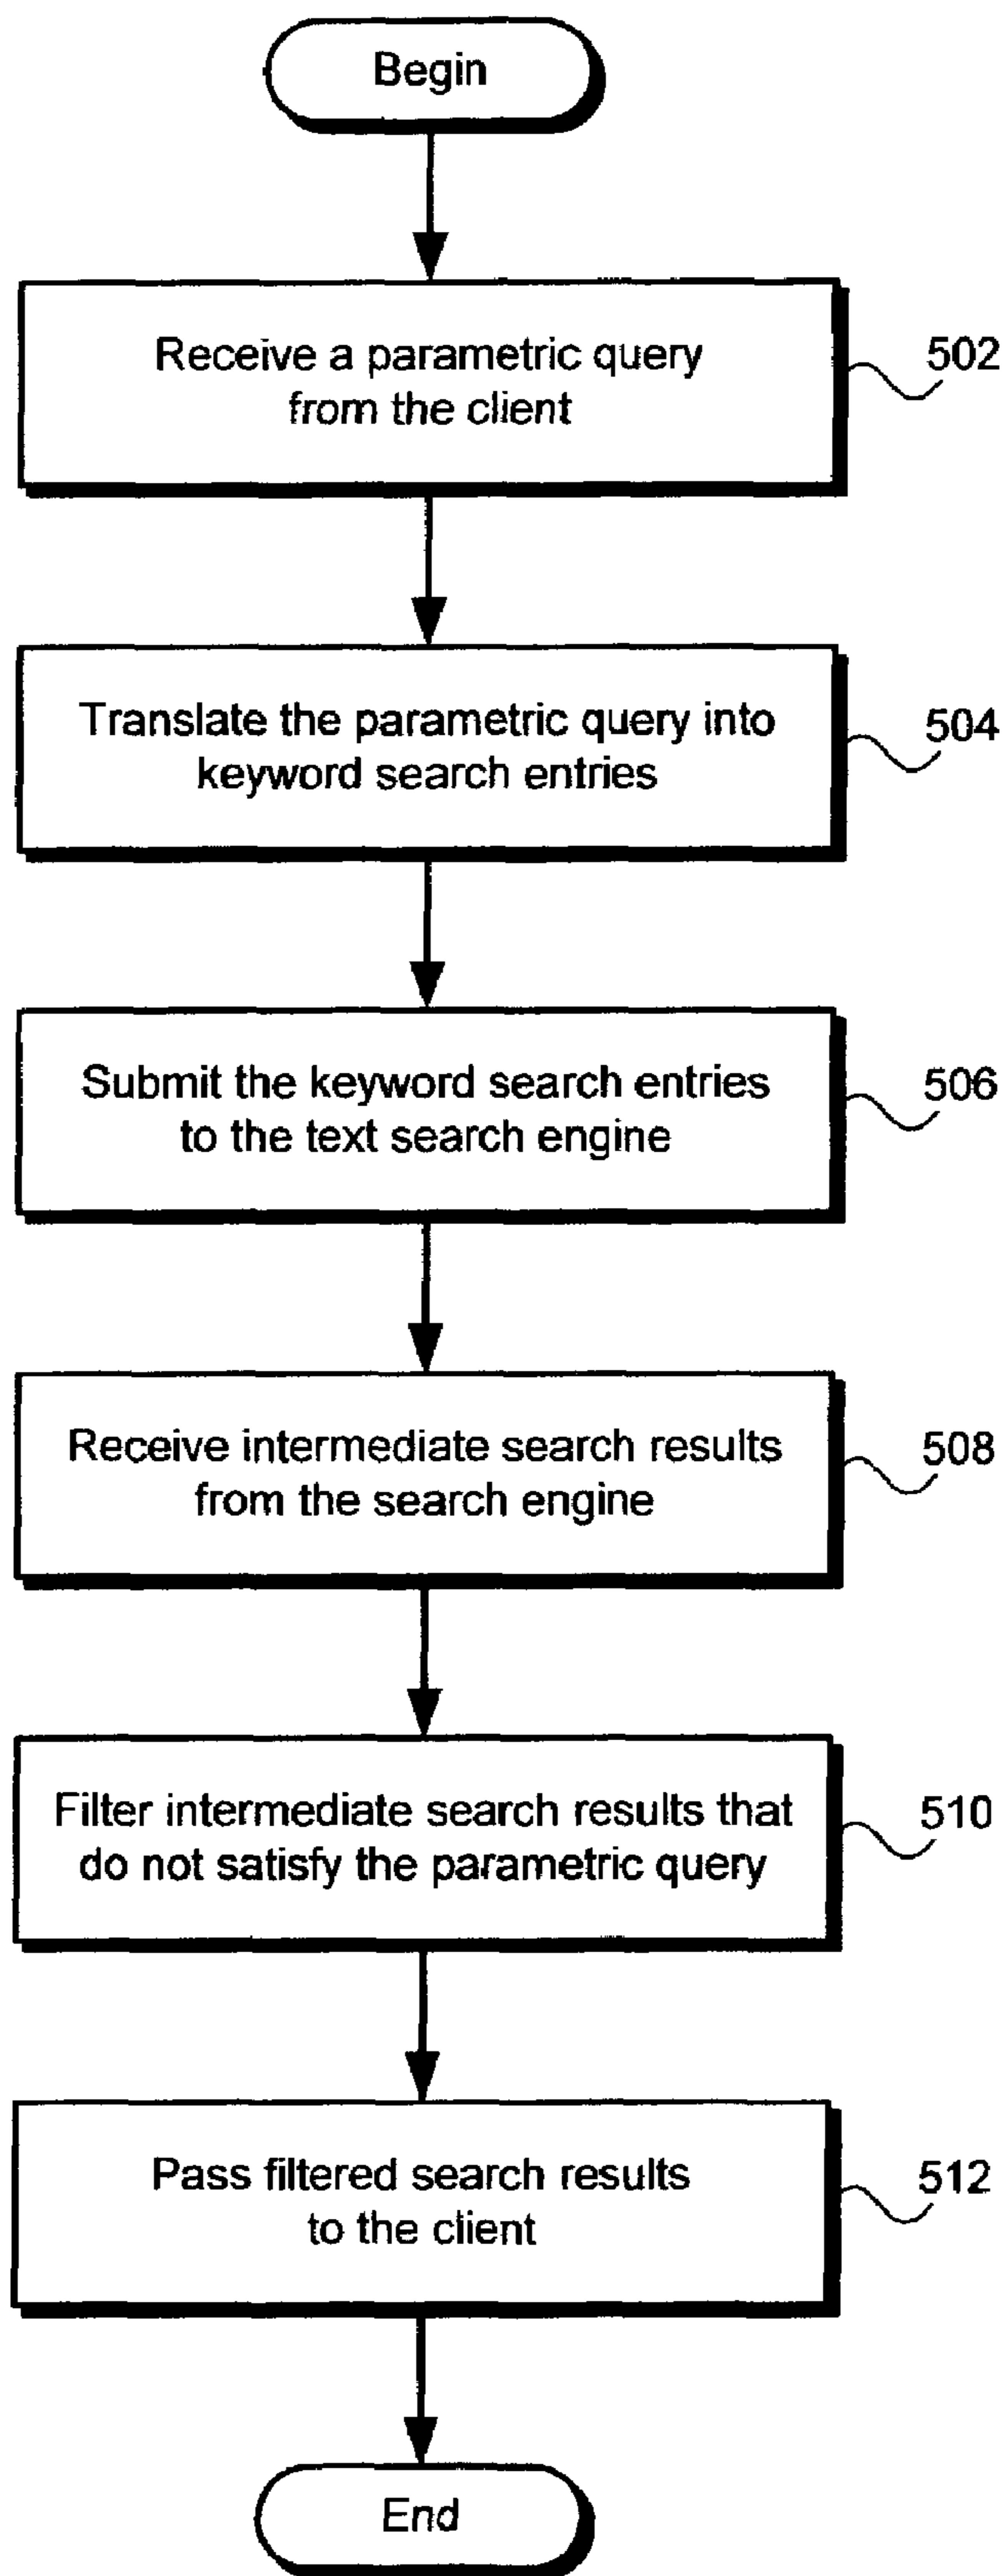 Begin
Receive a parametric query
from the client
502
Translate the parametric query into
keyword search entries
504
Submit the keyword search entries
to the text search engine
506
Receive intermediate search results
from the search engine
508
Filter intermediate search results that
do not satisfy the parametric query
510
Pass filtered search results
to the client
512
End